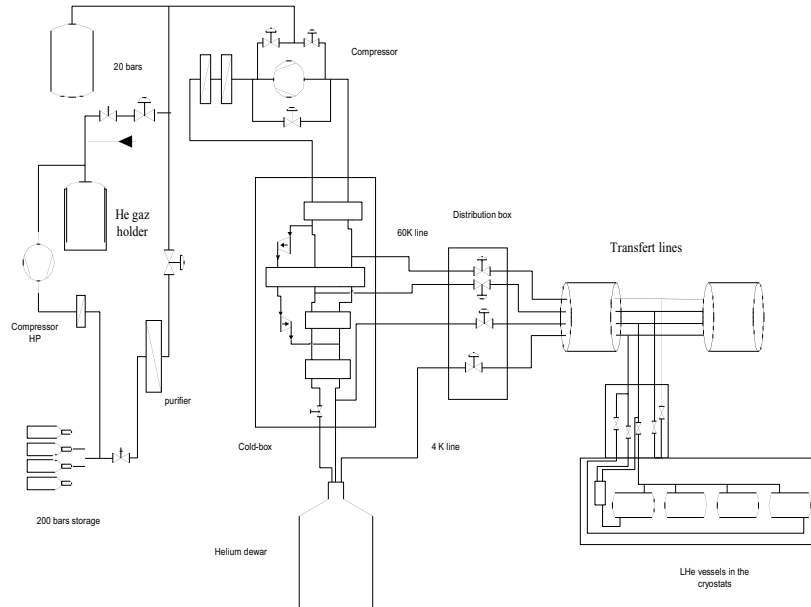 Compressor
20 bars
He gaz
holder
Distribution box
60K line
Transfert lines
Compressor
HP
purifier
Cold-box
4 K line
200 bars storage
Helium dewar
LHe vessels in the
cryostats